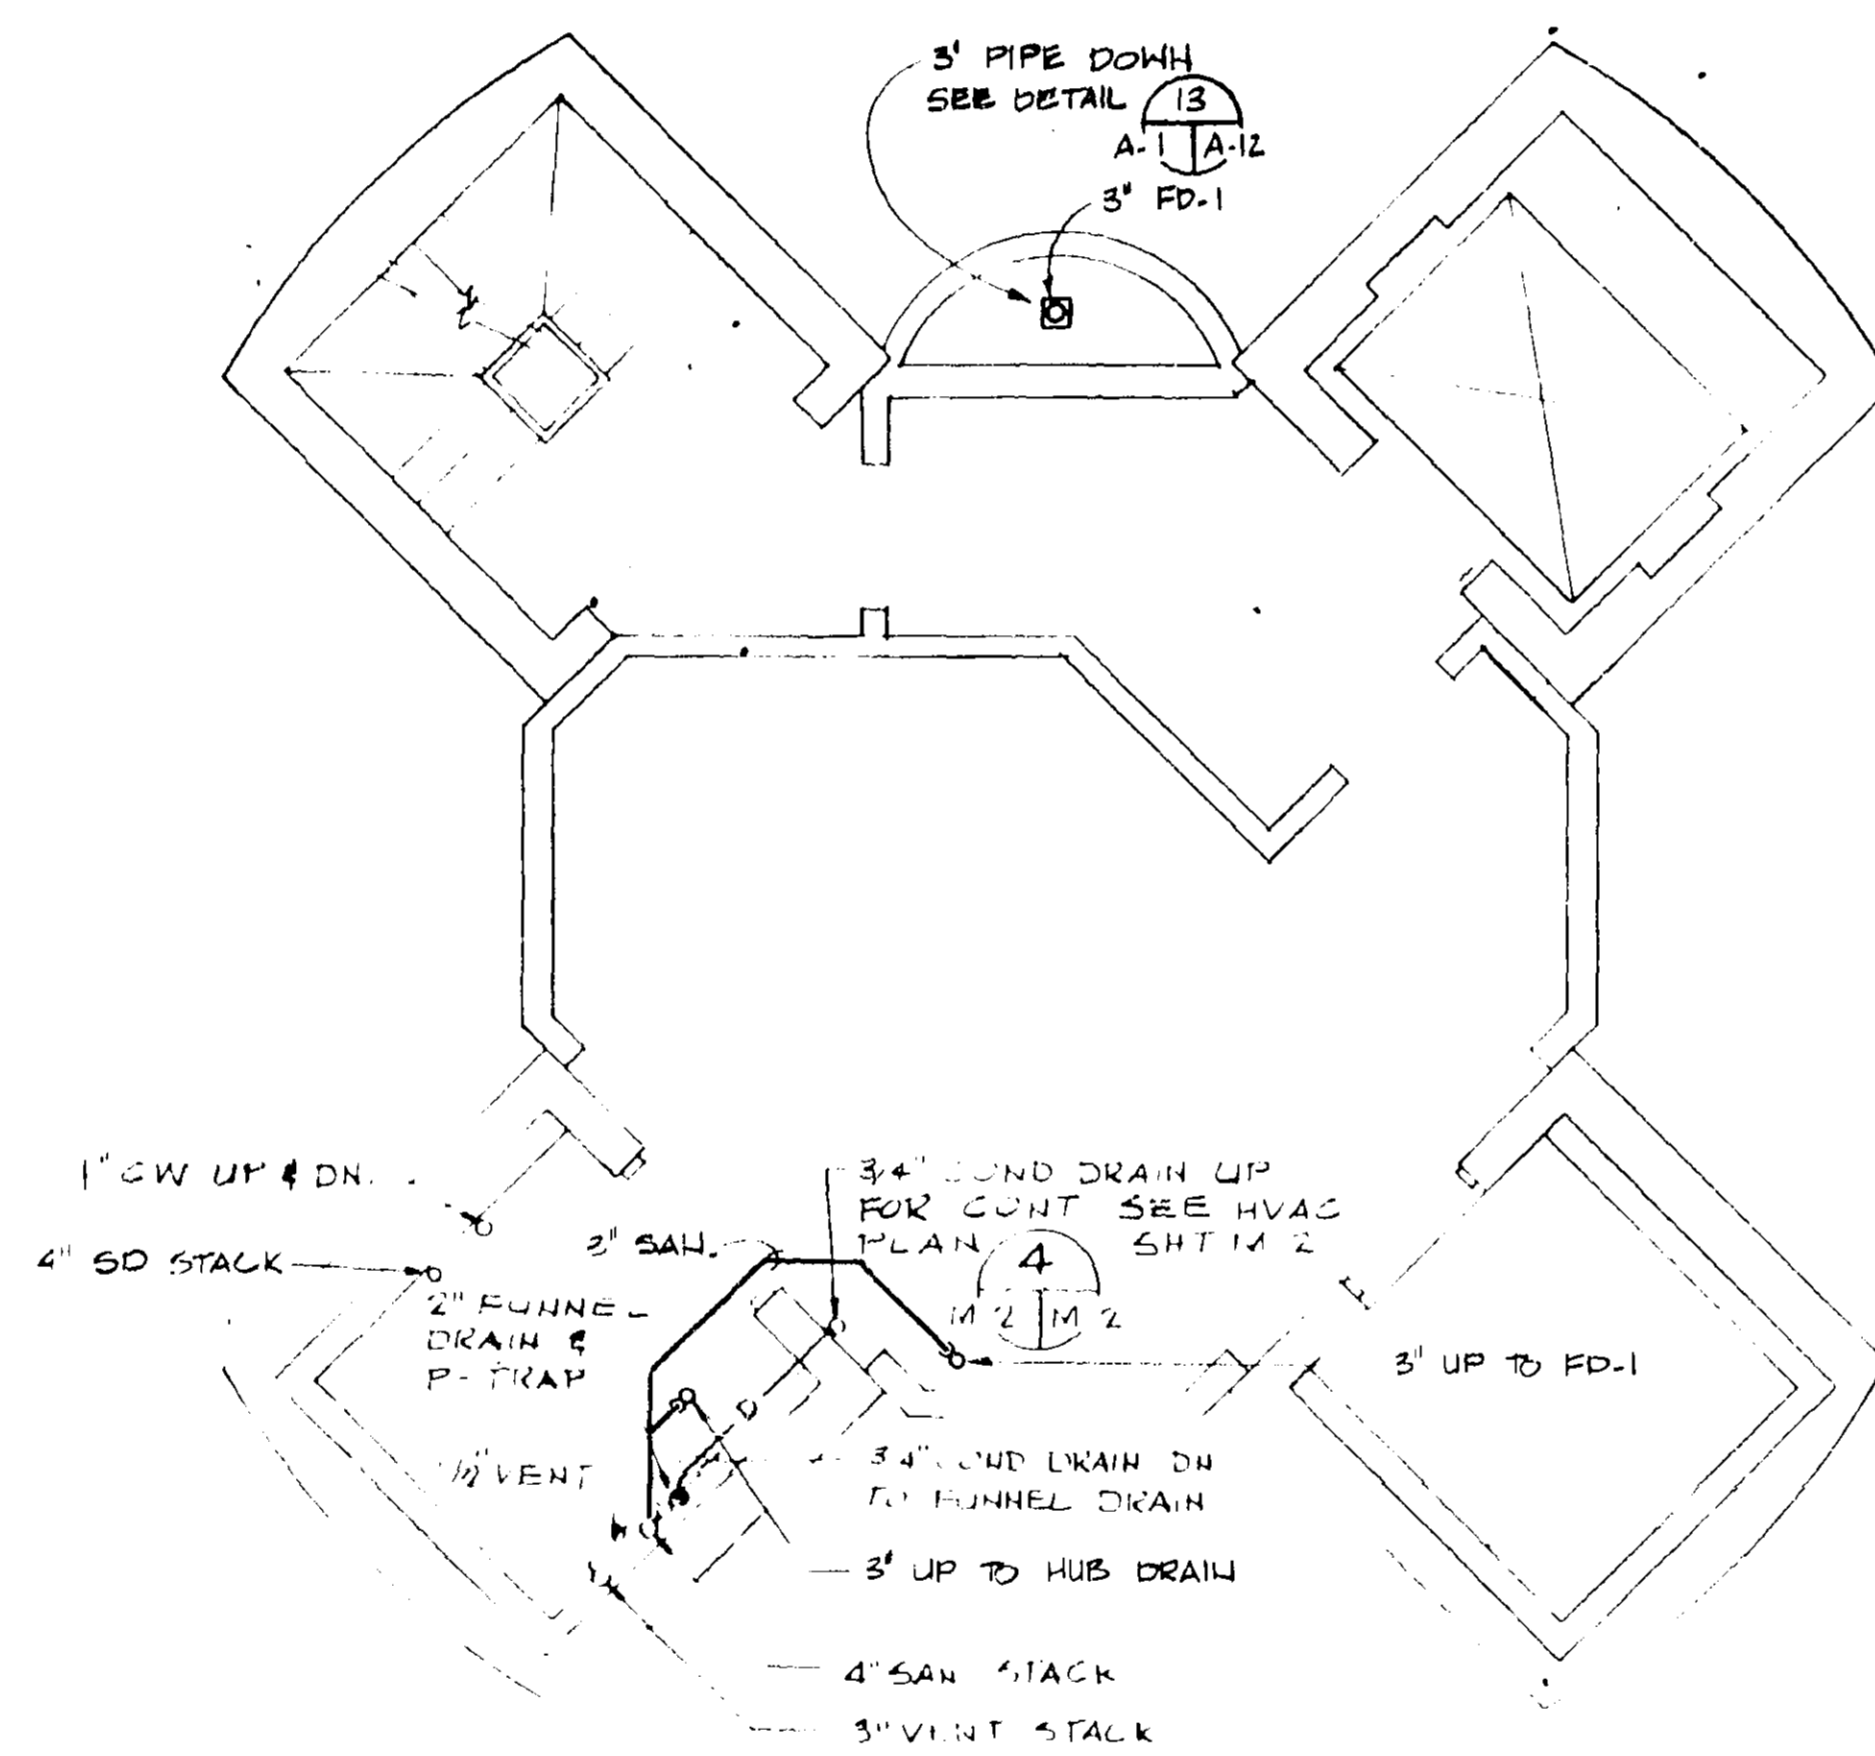 3" PIPE DOWN
SEE DETAIL
13
A-1 A-12
3" FD-1
1" CW UP & DN.
4" SD STACK
3" SAN.
3/4" COND DRAIN UP
FOR CONT SEE HVAC
PLAN SHT M 2
4
M 2 M 2
2" FUNNEL
DRAIN &
P-TRAP
3" UP TO FD-1
VENT
3/4" COND DRAIN DN
TO FUNNEL DRAIN
3" UP TO HUB DRAIN
4" SAN STACK
3" VENT STACK